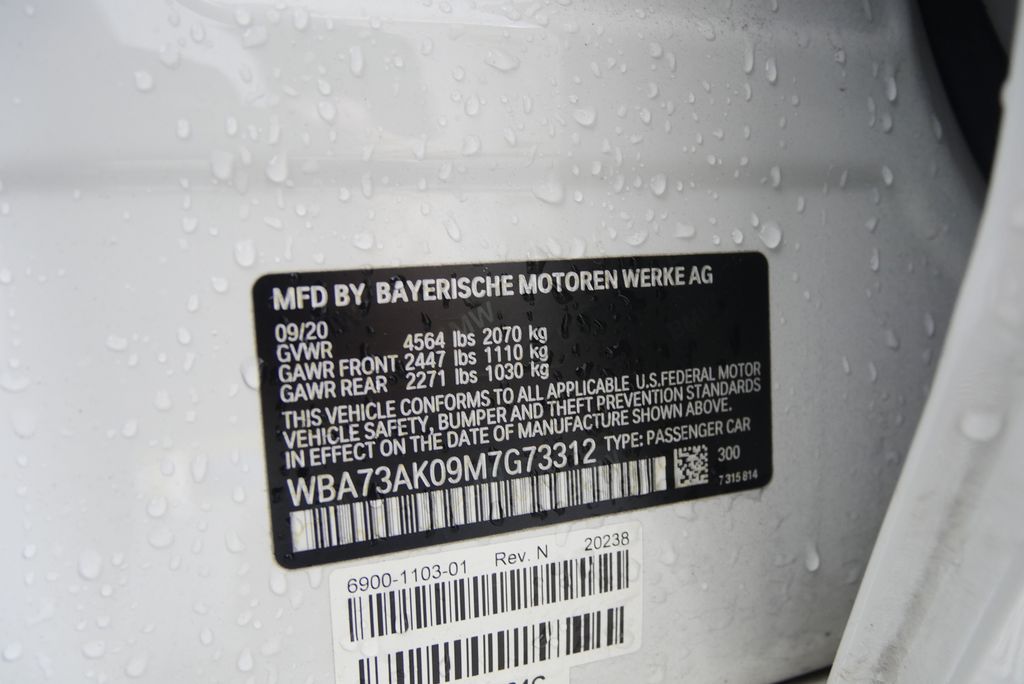 MFD BY BAYERISCHE MOTOREN WERKE AG
09/20
GVWR 4564 lbs 2070 kg
GAWR FRONT 2447 lbs 1110 kg
GAWR REAR 2271 lbs 1030 kg
THIS VEHICLE CONFORMS TO ALL APPLICABLE U.S.FEDERAL MOTOR
VEHICLE SAFETY, BUMPER AND THEFT PREVENTION STANDARDS
IN EFFECT ON THE DATE OF MANUFACTURE SHOWN ABOVE.
WBA73AK09M7G73312 TYPE: PASSENGER CAR
300
7 315 814
6900-1103-01 Rev. N 20238